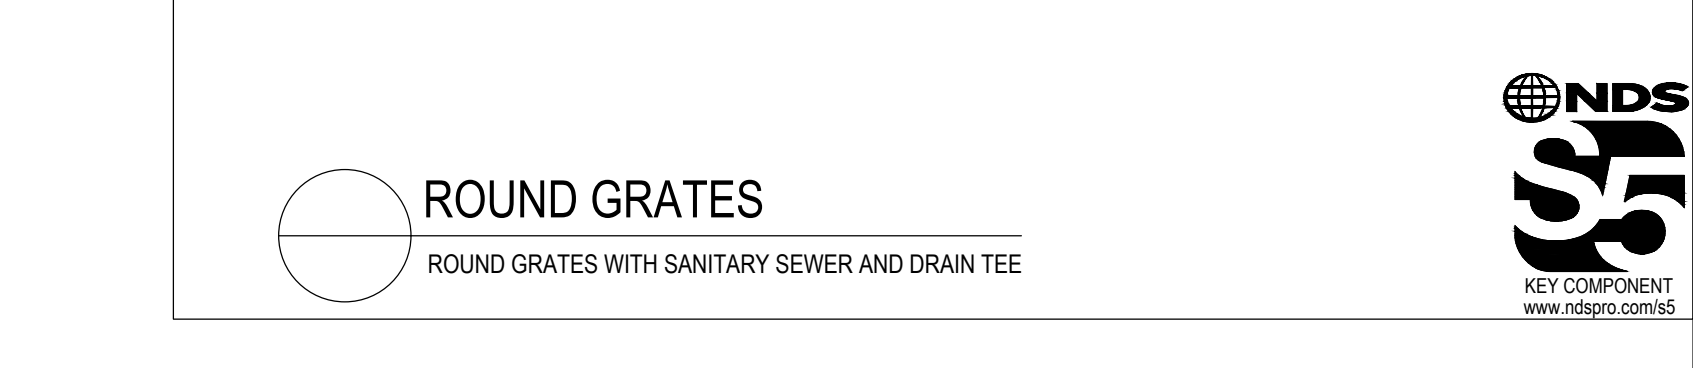 ROUND GRATES
ROUND GRATES WITH SANITARY SEWER AND DRAIN TEE
NDS
S5
KEY COMPONENT
www.ndspro.com/s5